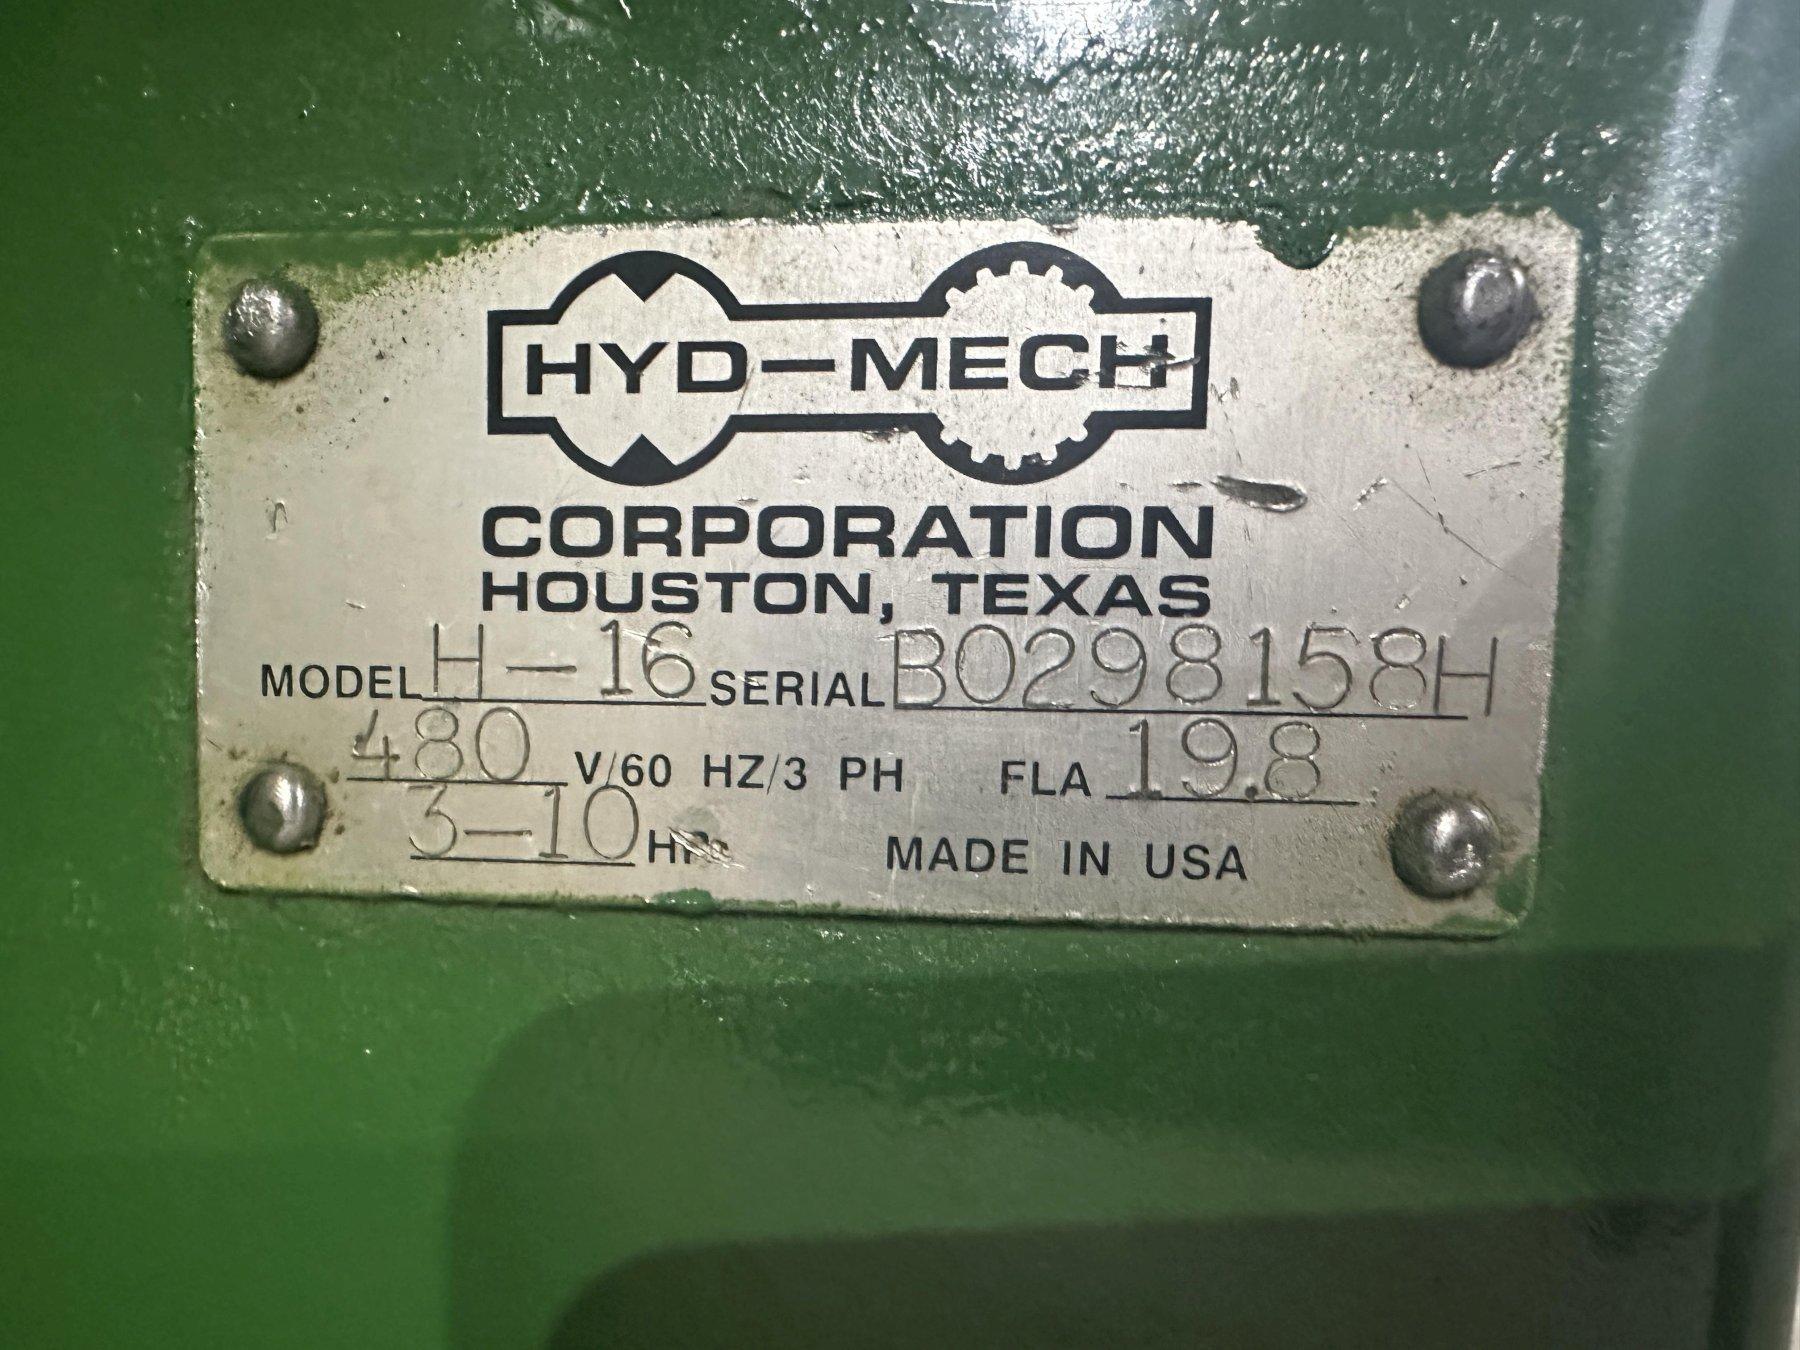 HYD-MECH
CORPORATION
HOUSTON, TEXAS
MODEL H-16 SERIAL B0298158H
480 V/60 HZ/3 PH FLA 19.8
3-10 HPs MADE IN USA